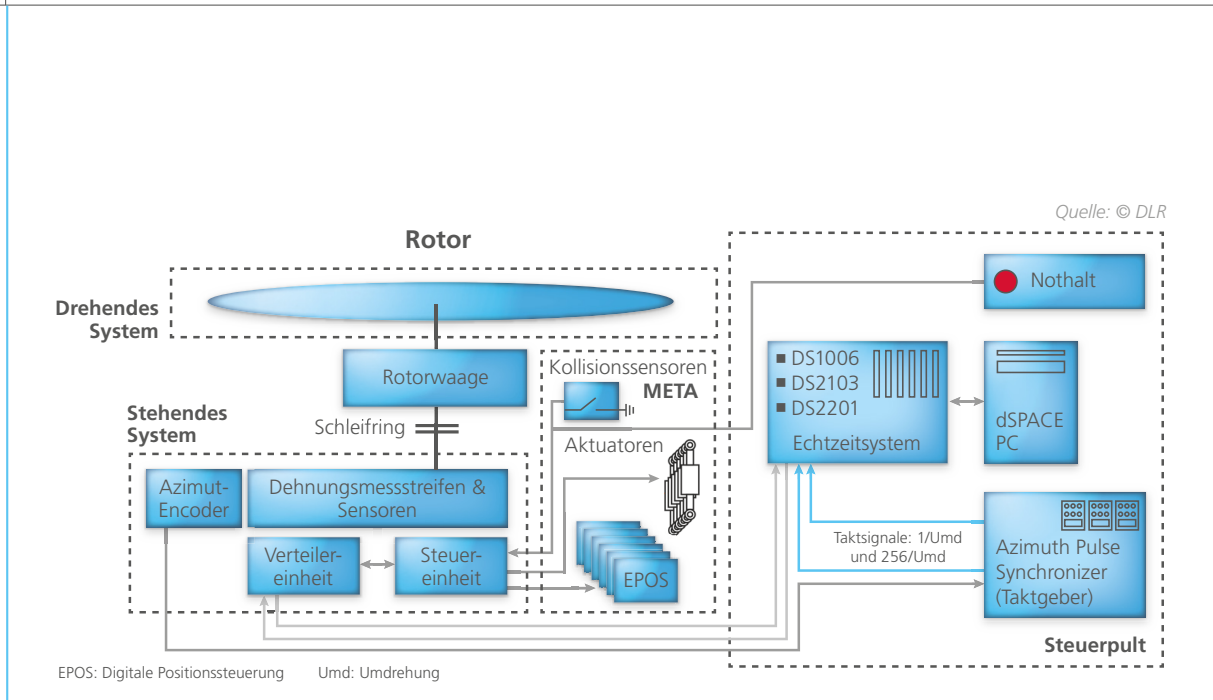 Quelle: © DLR
Rotor
Drehendes
System
Nothalt
Rotorwaage
Kollisionssensoren
META
DS1006
DS2103
DS2201
Echtzeitsystem
dSPACE
PC
Stehendes
System
Schleifring
Aktuatoren
Azimut-
Encoder
Dehnungsmessstreifen &
Sensoren
Verteiler-
einheit
Steuer-
einheit
EPOS
Taktsignale: 1/Umd
und 256/Umd
Azimuth Pulse
Synchronizer
(Taktgeber)
Steuerpult
EPOS: Digitale Positionssteuerung Umd: Umdrehung